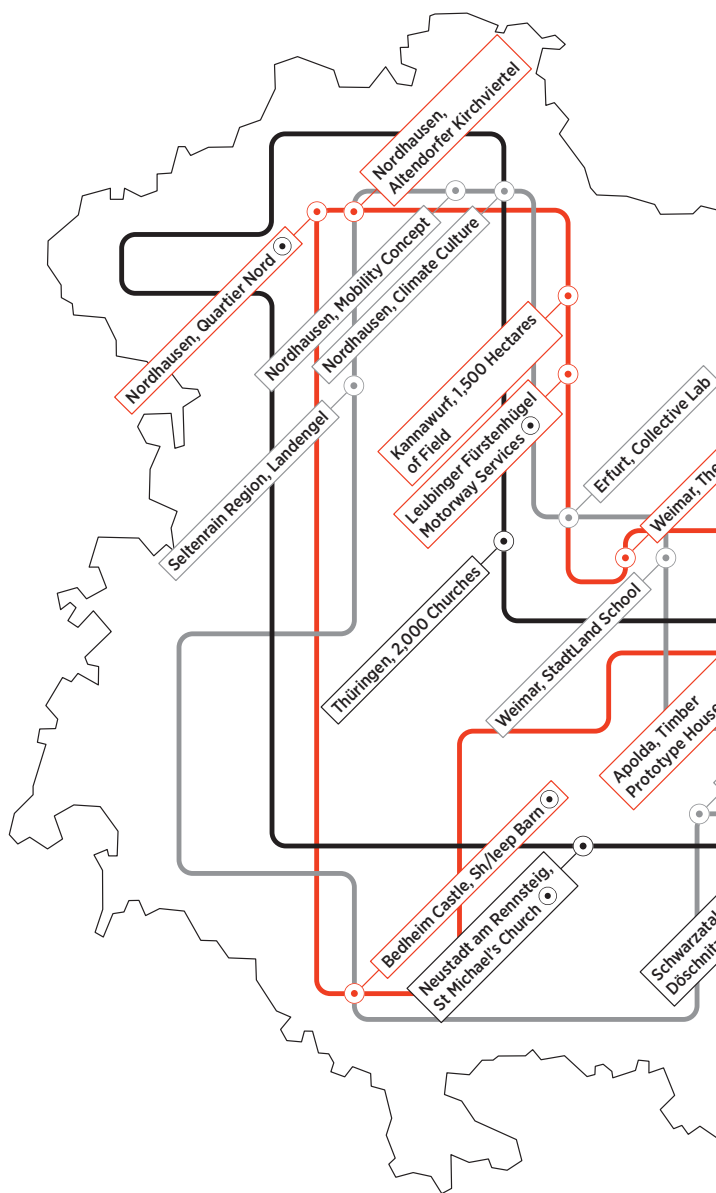 Nordhausen,
Altendorfer Kirchviertel
Nordhausen, Quartier Nord
Nordhausen, Mobility Concept
Nordhausen, Climate Culture
Seltenrain Region, Landengel
Kannawurf, 1,500 Hectares
of Field
Leubinger Fürstenhügel
Motorway Services
Erfurt, Collective Lab
Weimar, The
Thüringen, 2,000 Churches
Weimar, StadtLand School
Apolda, Timber
Prototype House
Bedheim Castle, Sh/leep Barn
Neustadt am Rennsteig,
St Michael's Church
Schwarzatal
Döschnitz